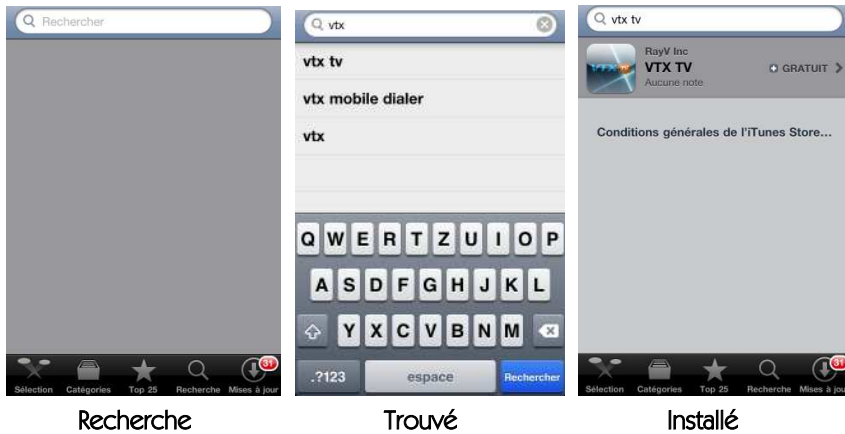 Rechercher
31
Sélection Catégories Top 25 Recherche Mises à jour
Recherche
vtx
vtx tv
vtx mobile dialer
vtx
Q W E R T Z U I O P
A S D F G H J K L
Y X C V B N M
.?123 espace Rechercher
Trouvé
vtx tv
VTX TV
RayV Inc
VTX TV
Aucune note
GRATUIT
Conditions générales de l'iTunes Store...
31
Sélection Catégories Top 25 Recherche Mises à jou
Installé